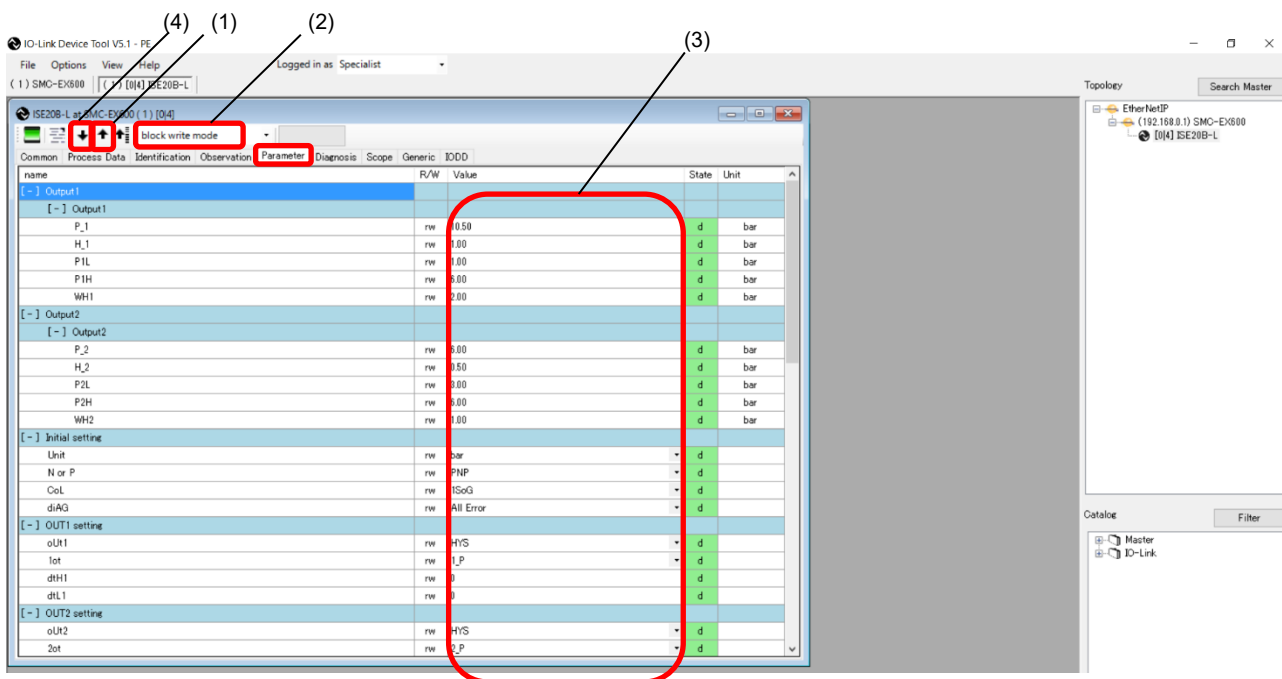 (4) (1) (2) (3)
IO-Link Device Tool V5.1 - PE
File Options View Help Logged in as Specialist
( 1 ) SMC-EX600 ( 1 ) [0|4] ISE20B-L
Topology Search Master
EtherNetIP
(192.168.0.1) SMC-EX600
[0|4] ISE20B-L
ISE20B-L at SMC-EX600 ( 1 ) [0|4]
block write mode
Common Process Data Identification Observation Parameter Diagnosis Scope Generic IODD
name R/W Value State Unit
[ - ] Output1
[ - ] Output1
P_1 rw 10.50 d bar
H_1 rw 1.00 d bar
P1L rw 1.00 d bar
P1H rw 5.00 d bar
WH1 rw 2.00 d bar
[ - ] Output2
[ - ] Output2
P_2 rw 5.00 d bar
H_2 rw 0.50 d bar
P2L rw 3.00 d bar
P2H rw 5.00 d bar
WH2 rw 1.00 d bar
[ - ] Initial setting
Unit rw bar d
N or P rw PNP d
CoL rw 1SoG d
diAG rw All Error d
[ - ] OUT1 setting
oUt1 rw HYS d
1ot rw 1_P d
dtH1 rw 0 d
dtL1 rw 0 d
[ - ] OUT2 setting
oUt2 rw HYS d
2ot rw 2_P d
Catalog Filter
Master
IO-Link